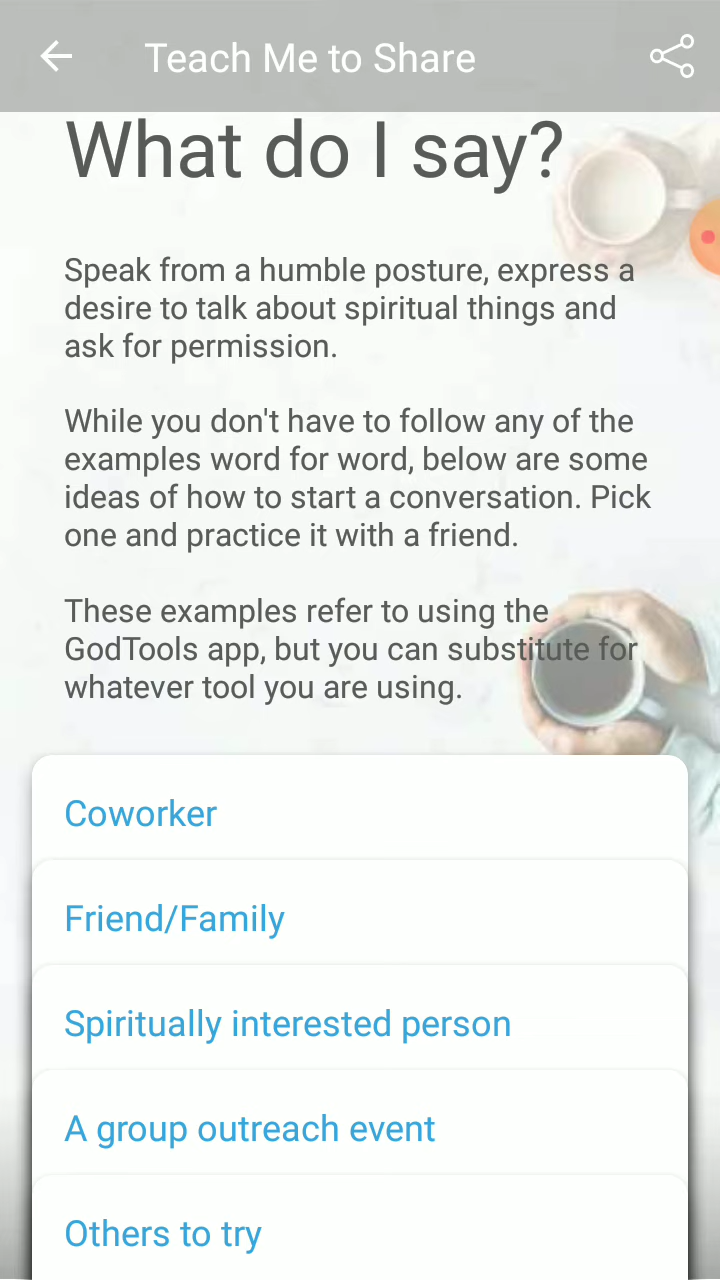 Teach Me to Share
What do I say?
Speak from a humble posture, express a
desire to talk about spiritual things and
ask for permission.
While you don't have to follow any of the
examples word for word, below are some
ideas of how to start a conversation. Pick
one and practice it with a friend.
These examples refer to using the
GodTools app, but you can substitute for
whatever tool you are using.
Coworker
Friend/Family
Spiritually interested person
A group outreach event
Others to try